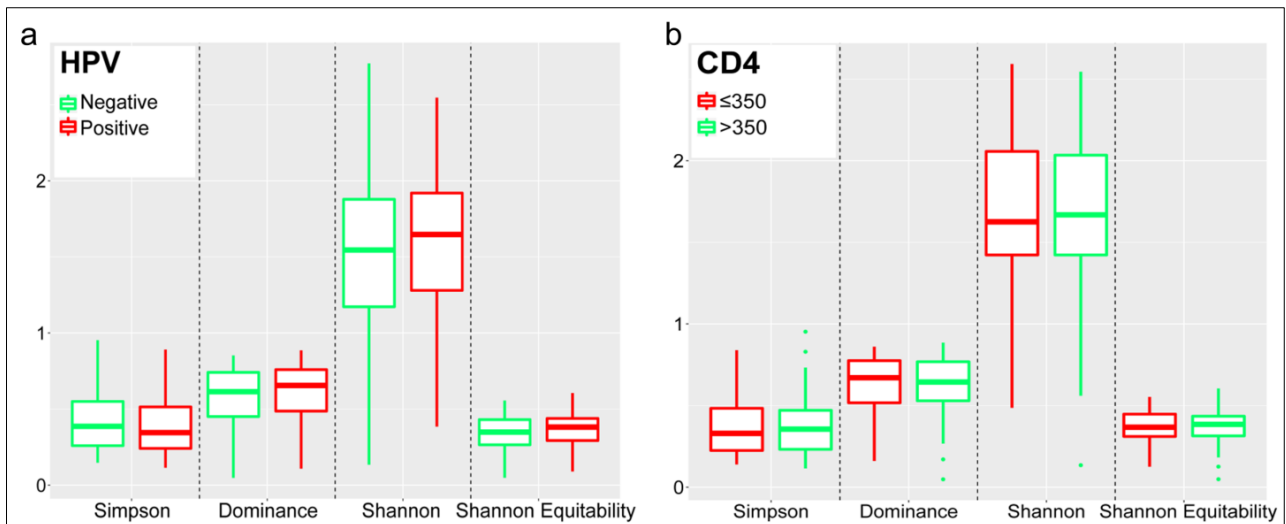 a
HPV
Negative
Positive
2
1
0
Simpson Dominance Shannon Shannon Equitability
b
CD4
≤350
>350
2
1
0
Simpson Dominance Shannon Shannon Equitability